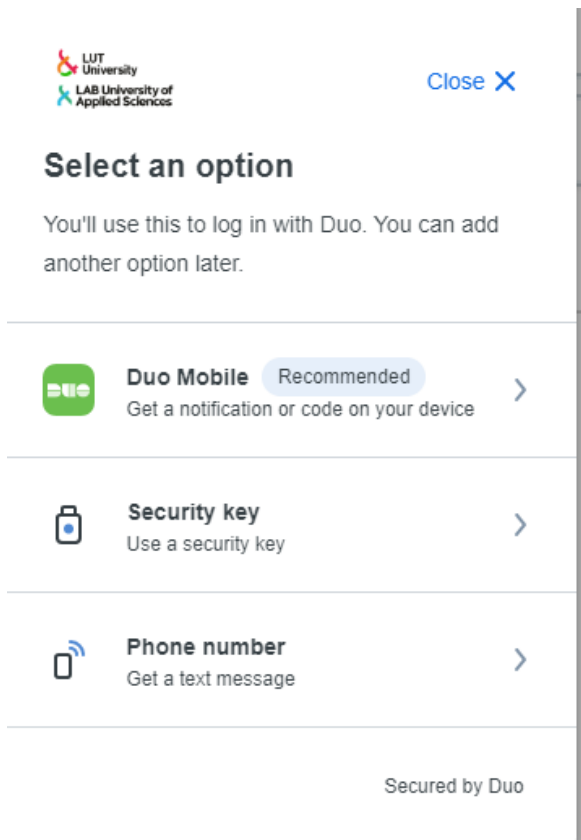 LUT
University
LAB University of
Applied Sciences
Close
Select an option
You'll use this to log in with Duo. You can add
another option later.
DUO
Duo Mobile Recommended
Get a notification or code on your device
Security key
Use a security key
Phone number
Get a text message
Secured by Duo